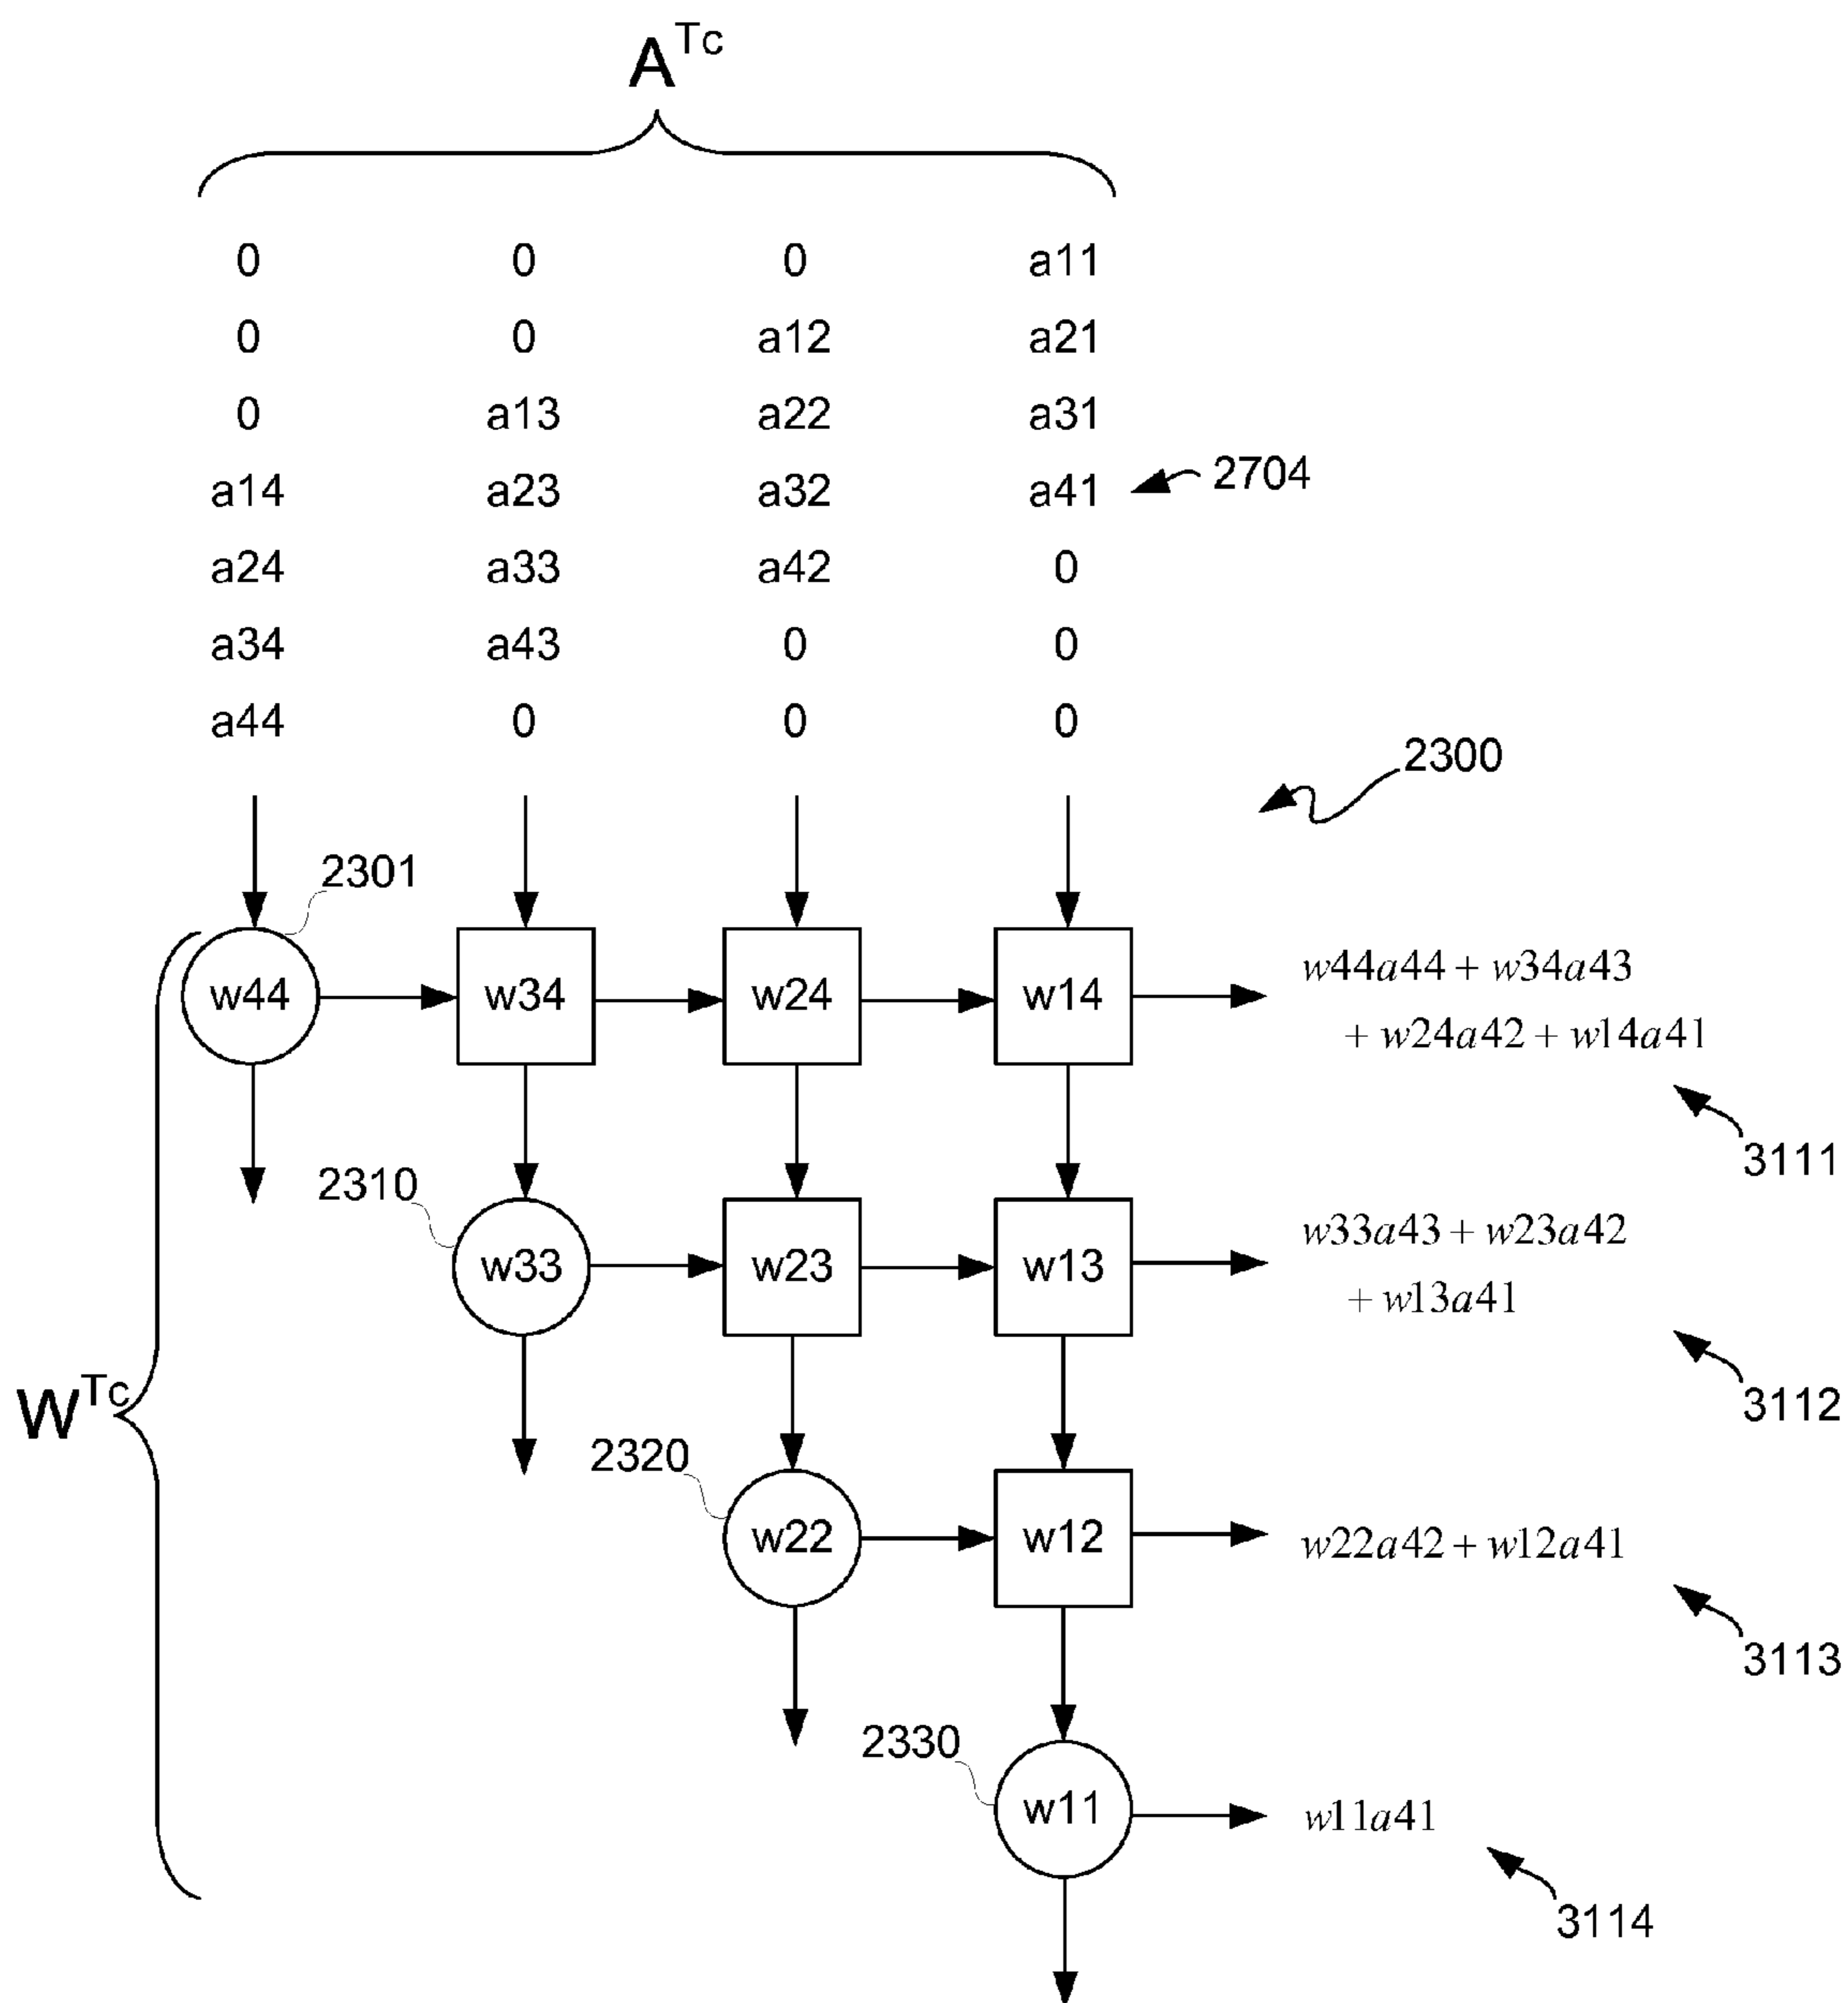 A^Tc
0 0 0 a11
0 0 a12 a21
0 a13 a22 a31
a14 a23 a32 a41 2704
a24 a33 a42 0
a34 a43 0 0
a44 0 0 0
2300
2301
w44 w34 w24 w14 w44a44 + w34a43
+ w24a42 + w14a41
3111
2310
w33 w23 w13 w33a43 + w23a42
+ w13a41
W^Tc
3112
2320
w22 w12 w22a42 + w12a41
3113
2330
w11 w11a41
3114